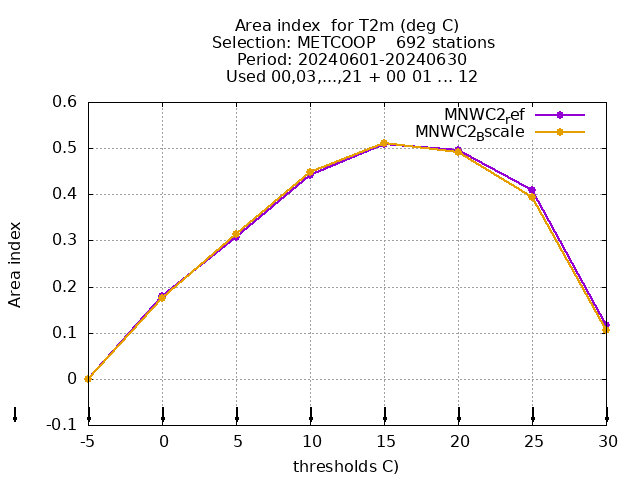 Area index  for T2m (deg C)
Selection: METCOOP    692 stations
Period: 20240601-20240630
Used 00,03,...,21 + 00 01 ... 12
MNWC2ref
MNWC2Bscale
0.6
0.5
0.4
0.3
0.2
0.1
0
-0.1
Area index
-5
0
5
10
15
20
25
30
thresholds C)